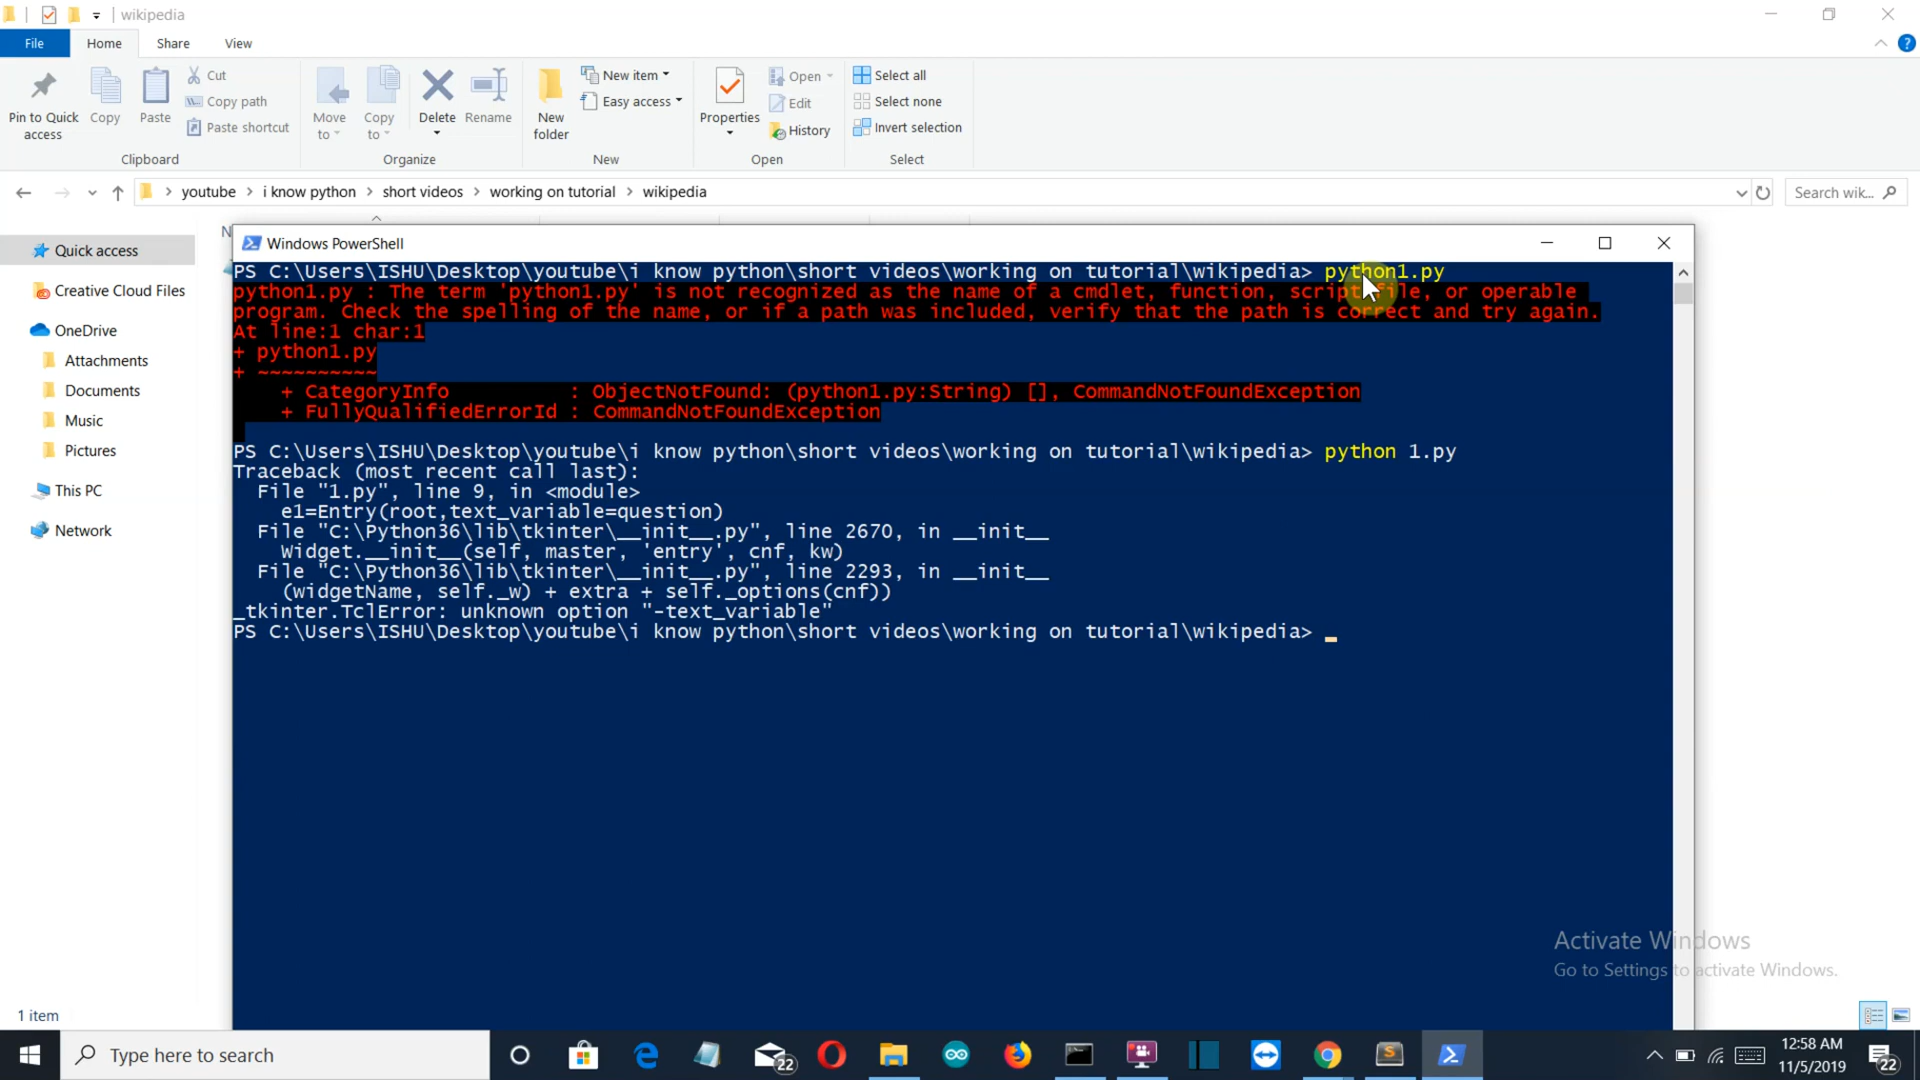 wikipedia
File
Home
Share
View
Pin to Quick access
Copy
Paste
Cut
Copy path
Paste shortcut
Clipboard
Move to
Copy to
Delete
Rename
Organize
New folder
New item
Easy access
New
Properties
Open
Edit
History
Open
Select all
Select none
Invert selection
Select
youtube > i know python > short videos > working on tutorial > wikipedia
Search wik...
Quick access
Creative Cloud Files
OneDrive
Attachments
Documents
Music
Pictures
This PC
Network
1 item
N
Windows PowerShell
PS C:\Users\ISHU\Desktop\youtube\i know python\short videos\working on tutorial\wikipedia> python1.py
python1.py : The term 'python1.py' is not recognized as the name of a cmdlet, function, script file, or operable
program. Check the spelling of the name, or if a path was included, verify that the path is correct and try again.
At line:1 char:1
+ python1.py
+ ~~~~~~~~~~
+ CategoryInfo : ObjectNotFound: (python1.py:String) [], CommandNotFoundException
+ FullyQualifiedErrorId : CommandNotFoundException
PS C:\Users\ISHU\Desktop\youtube\i know python\short videos\working on tutorial\wikipedia> python 1.py
Traceback (most recent call last):
File "1.py", line 9, in <module>
e1=Entry(root,text_variable=question)
File "C:\Python36\lib\tkinter\__init__.py", line 2670, in __init__
Widget.__init__(self, master, 'entry', cnf, kw)
File "C:\Python36\lib\tkinter\__init__.py", line 2293, in __init__
(widgetName, self._w) + extra + self._options(cnf))
_tkinter.TclError: unknown option "-text_variable"
PS C:\Users\ISHU\Desktop\youtube\i know python\short videos\working on tutorial\wikipedia>
Activate Windows
Go to Settings to activate Windows.
Type here to search
22
12:58 AM
11/5/2019
22